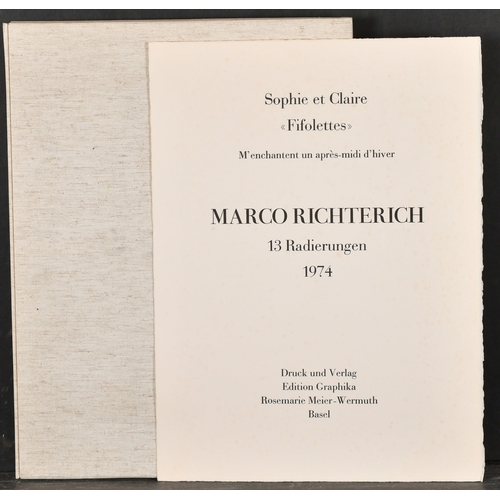 Sophie et Claire
«Fifolettes»
M'enchantent un après-midi d'hiver
MARCO RICHTERICH
13 Radierungen
1974
Druck und Verlag
Edition Graphika
Rosemarie Meier-Wermuth
Basel